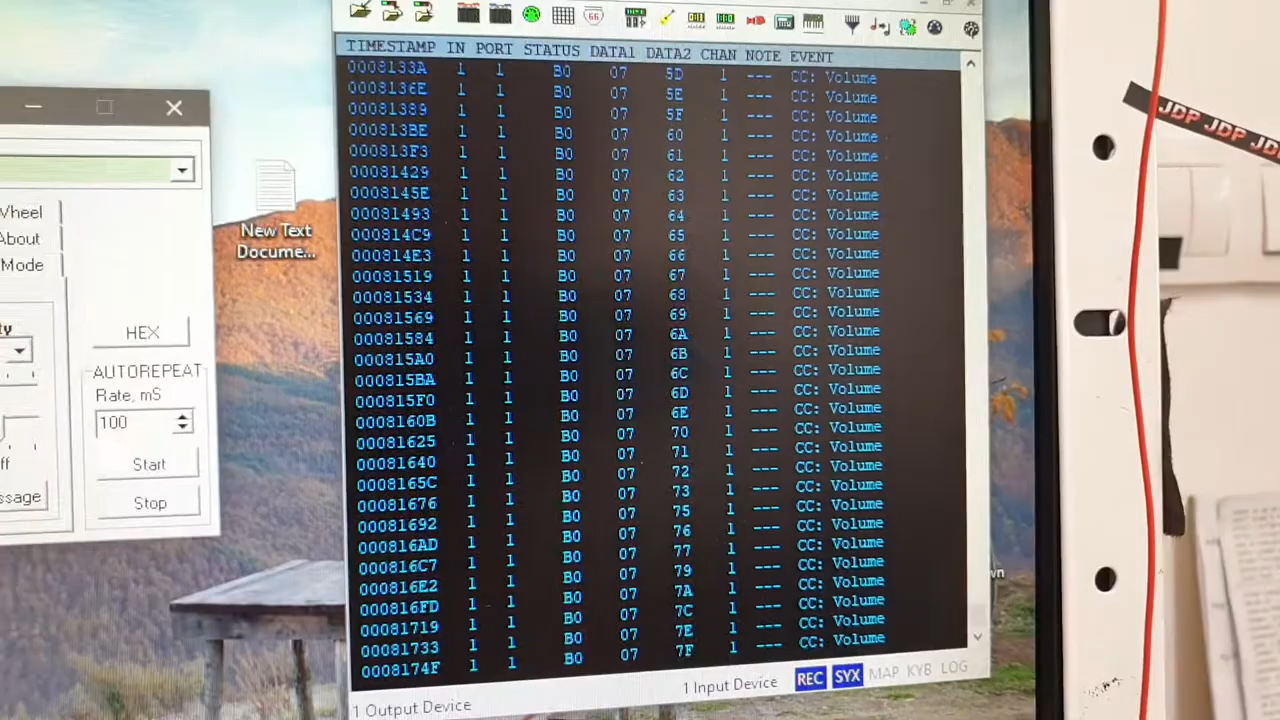 TIMESTAMP IN PORT STATUS DATA1 DATA2 CHAN NOTE EVENT
0008133A 1 1 B0 07 5D 1 --- CC: Volume
0008136E 1 1 B0 07 5E 1 --- CC: Volume
00081389 1 1 B0 07 5F 1 --- CC: Volume
000813BE 1 1 B0 07 60 1 --- CC: Volume
000813F3 1 1 B0 07 61 1 --- CC: Volume
00081429 1 1 B0 07 62 1 --- CC: Volume
0008145E 1 1 B0 07 63 1 --- CC: Volume
00081493 1 1 B0 07 64 1 --- CC: Volume
000814C9 1 1 B0 07 65 1 --- CC: Volume
000814E3 1 1 B0 07 66 1 --- CC: Volume
00081519 1 1 B0 07 67 1 --- CC: Volume
00081534 1 1 B0 07 68 1 --- CC: Volume
00081569 1 1 B0 07 69 1 --- CC: Volume
00081584 1 1 B0 07 6A 1 --- CC: Volume
000815A0 1 1 B0 07 6B 1 --- CC: Volume
000815BA 1 1 B0 07 6C 1 --- CC: Volume
000815F0 1 1 B0 07 6D 1 --- CC: Volume
0008160B 1 1 B0 07 6E 1 --- CC: Volume
00081625 1 1 B0 07 70 1 --- CC: Volume
00081640 1 1 B0 07 71 1 --- CC: Volume
0008165C 1 1 B0 07 72 1 --- CC: Volume
00081676 1 1 B0 07 73 1 --- CC: Volume
00081692 1 1 B0 07 75 1 --- CC: Volume
000816AD 1 1 B0 07 76 1 --- CC: Volume
000816C7 1 1 B0 07 77 1 --- CC: Volume
000816E2 1 1 B0 07 79 1 --- CC: Volume
000816FD 1 1 B0 07 7A 1 --- CC: Volume
00081719 1 1 B0 07 7C 1 --- CC: Volume
00081733 1 1 B0 07 7E 1 --- CC: Volume
0008174F 1 1 B0 07 7F 1 --- CC: Volume
1 Output Device
1 Input Device
REC SYX MAP KYB LOG
New Text
Docume...
About
Mode
HEX
AUTOREPEAT
Rate, mS
100
Start
Stop
66
JDP JDP JD